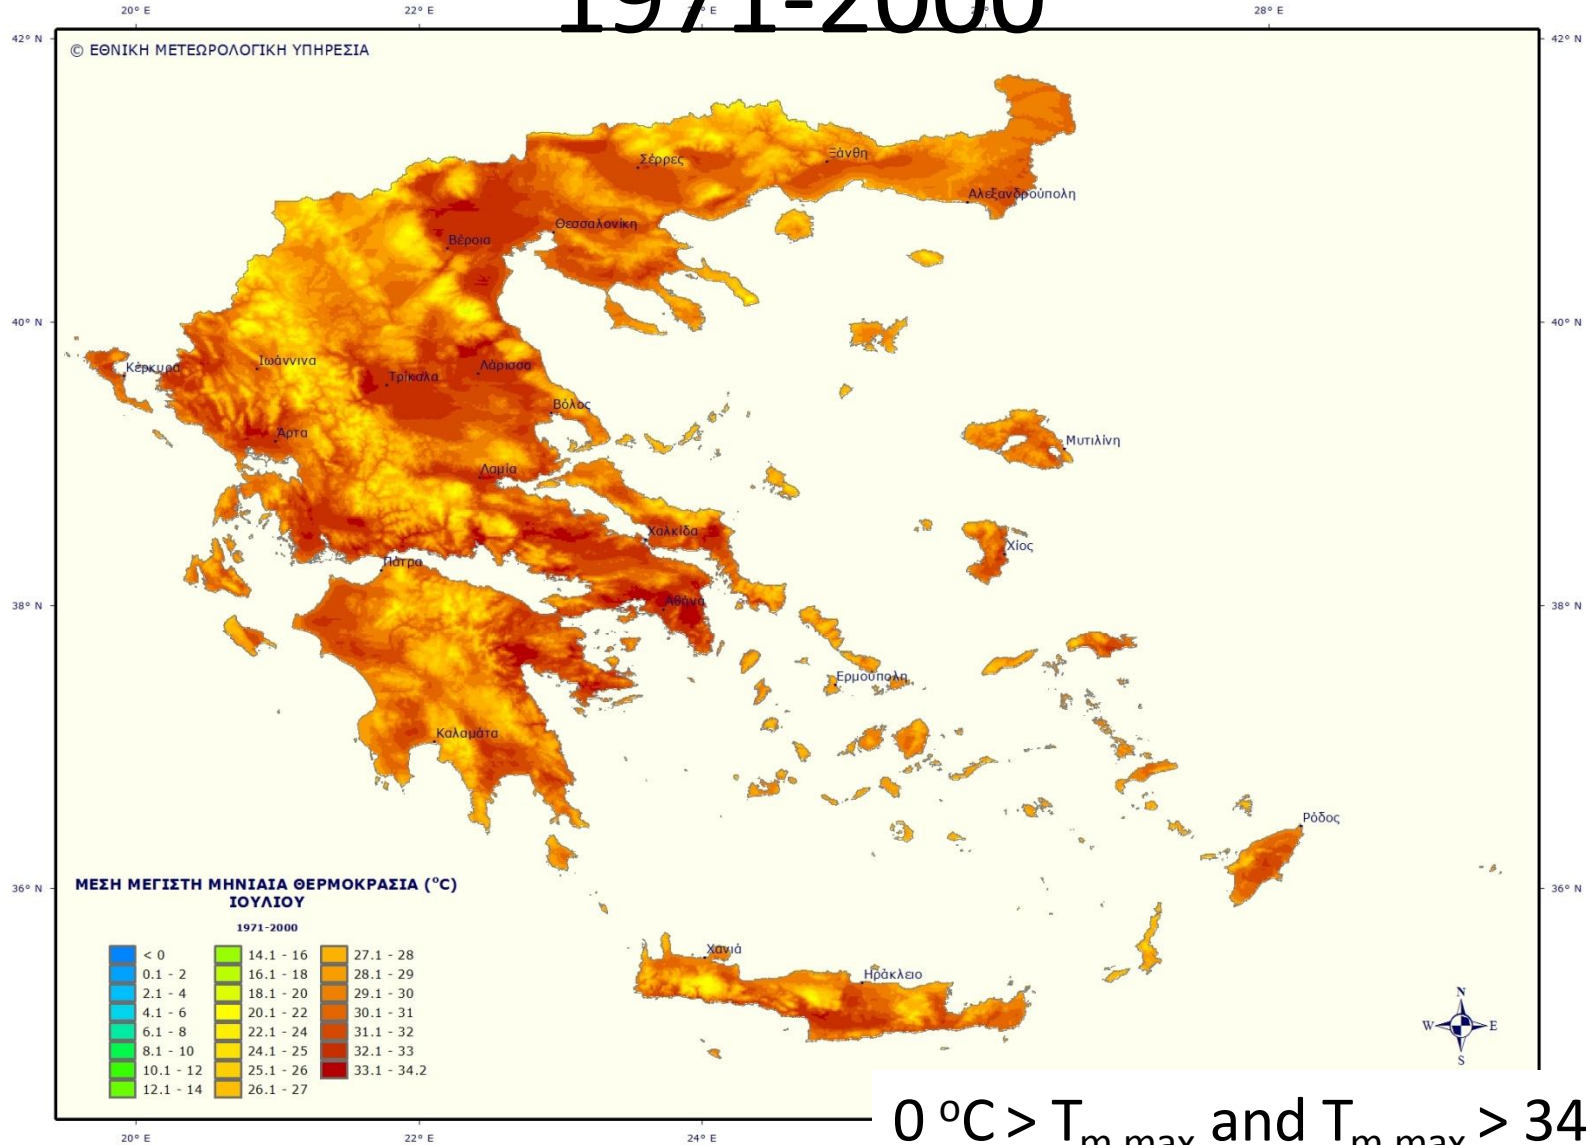 1971-2000
20° E 22° E ° E 28° E
42° N 42° N
© ΕΘΝΙΚΗ ΜΕΤΕΩΡΟΛΟΓΙΚΗ ΥΠΗΡΕΣΙΑ
Σέρρες
Ξάνθη
Αλεξανδρούπολη
Θεσσαλονίκη
Βέροια
40° N 40° N
Ιωάννινα
Κέρκυρα
Τρίκαλα
Λάρισσα
Βόλος
Άρτα
Μυτιλίνη
Λαμία
Χαλκίδα
Χίος
Πάτρα
38° N 38° N
Αθήνα
Ερμούπολη
Καλαμάτα
Ρόδος
36° N 36° N
ΜΕΣΗ ΜΕΓΙΣΤΗ ΜΗΝΙΑΙΑ ΘΕΡΜΟΚΡΑΣΙΑ (°C)
ΙΟΥΛΙΟΥ
1971-2000
Χανιά
Ηράκλειο
< 0 14.1 - 16 27.1 - 28
0.1 - 2 16.1 - 18 28.1 - 29
2.1 - 4 18.1 - 20 29.1 - 30
4.1 - 6 20.1 - 22 30.1 - 31
6.1 - 8 22.1 - 24 31.1 - 32
8.1 - 10 24.1 - 25 32.1 - 33
10.1 - 12 25.1 - 26 33.1 - 34.2
12.1 - 14 26.1 - 27
N
W E
S
20° E 22° E 24° E
0 °C > Tm,max and Tm,max > 34